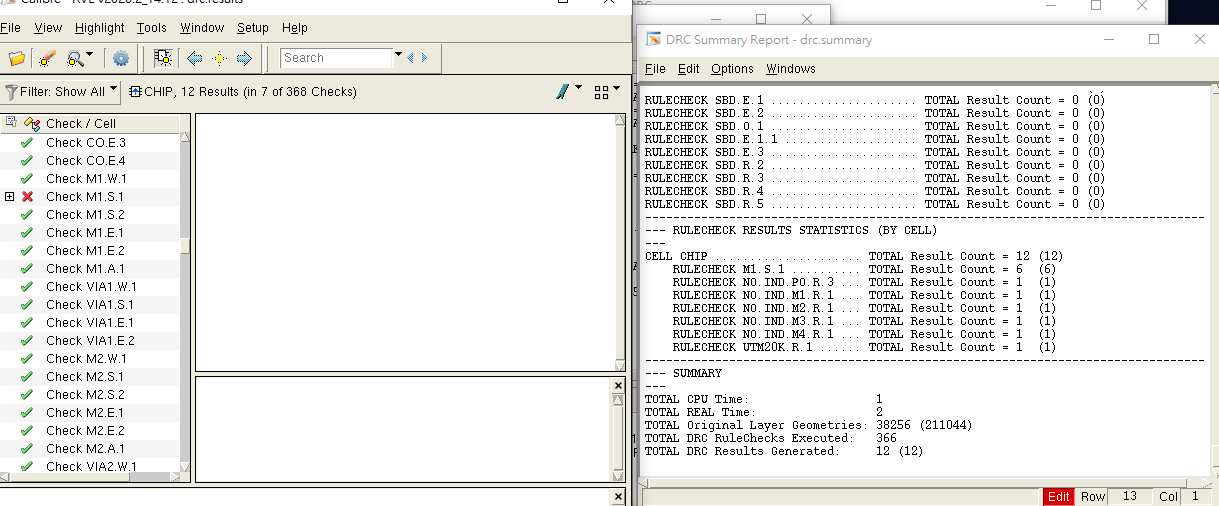 Calibre - RVE v2020.2_14.12 : drc.results
File View Highlight Tools Window Setup Help
Search
Filter: Show All CHIP, 12 Results (in 7 of 368 Checks)
Check / Cell
Check CO.E.3
Check CO.E.4
Check M1.W.1
Check M1.S.1
Check M1.S.2
Check M1.E.1
Check M1.E.2
Check M1.A.1
Check VIA1.W.1
Check VIA1.S.1
Check VIA1.E.1
Check VIA1.E.2
Check M2.W.1
Check M2.S.1
Check M2.S.2
Check M2.E.1
Check M2.E.2
Check M2.A.1
Check VIA2.W.1
DRC Summary Report - drc.summary
File Edit Options Windows
RULECHECK SBD.E.1 ..................... TOTAL Result Count = 0 (0)
RULECHECK SBD.E.2 ..................... TOTAL Result Count = 0 (0)
RULECHECK SBD.O.1 ..................... TOTAL Result Count = 0 (0)
RULECHECK SBD.E.1.1 ................... TOTAL Result Count = 0 (0)
RULECHECK SBD.E.3 ..................... TOTAL Result Count = 0 (0)
RULECHECK SBD.R.2 ..................... TOTAL Result Count = 0 (0)
RULECHECK SBD.R.3 ..................... TOTAL Result Count = 0 (0)
RULECHECK SBD.R.4 ..................... TOTAL Result Count = 0 (0)
RULECHECK SBD.R.5 ..................... TOTAL Result Count = 0 (0)
--- RULECHECK RESULTS STATISTICS (BY CELL)
---
CELL CHIP ..................... TOTAL Result Count = 12 (12)
RULECHECK M1.S.1 .......... TOTAL Result Count = 6 (6)
RULECHECK NO.IND.PO.R.3 ... TOTAL Result Count = 1 (1)
RULECHECK NO.IND.M1.R.1 ... TOTAL Result Count = 1 (1)
RULECHECK NO.IND.M2.R.1 ... TOTAL Result Count = 1 (1)
RULECHECK NO.IND.M3.R.1 ... TOTAL Result Count = 1 (1)
RULECHECK NO.IND.M4.R.1 ... TOTAL Result Count = 1 (1)
RULECHECK UTM20K.R.1 ...... TOTAL Result Count = 1 (1)
--- SUMMARY
---
TOTAL CPU Time: 1
TOTAL REAL Time: 2
TOTAL Original Layer Geometries: 38256 (211044)
TOTAL DRC RuleChecks Executed: 366
TOTAL DRC Results Generated: 12 (12)
Edit Row 13 Col 1